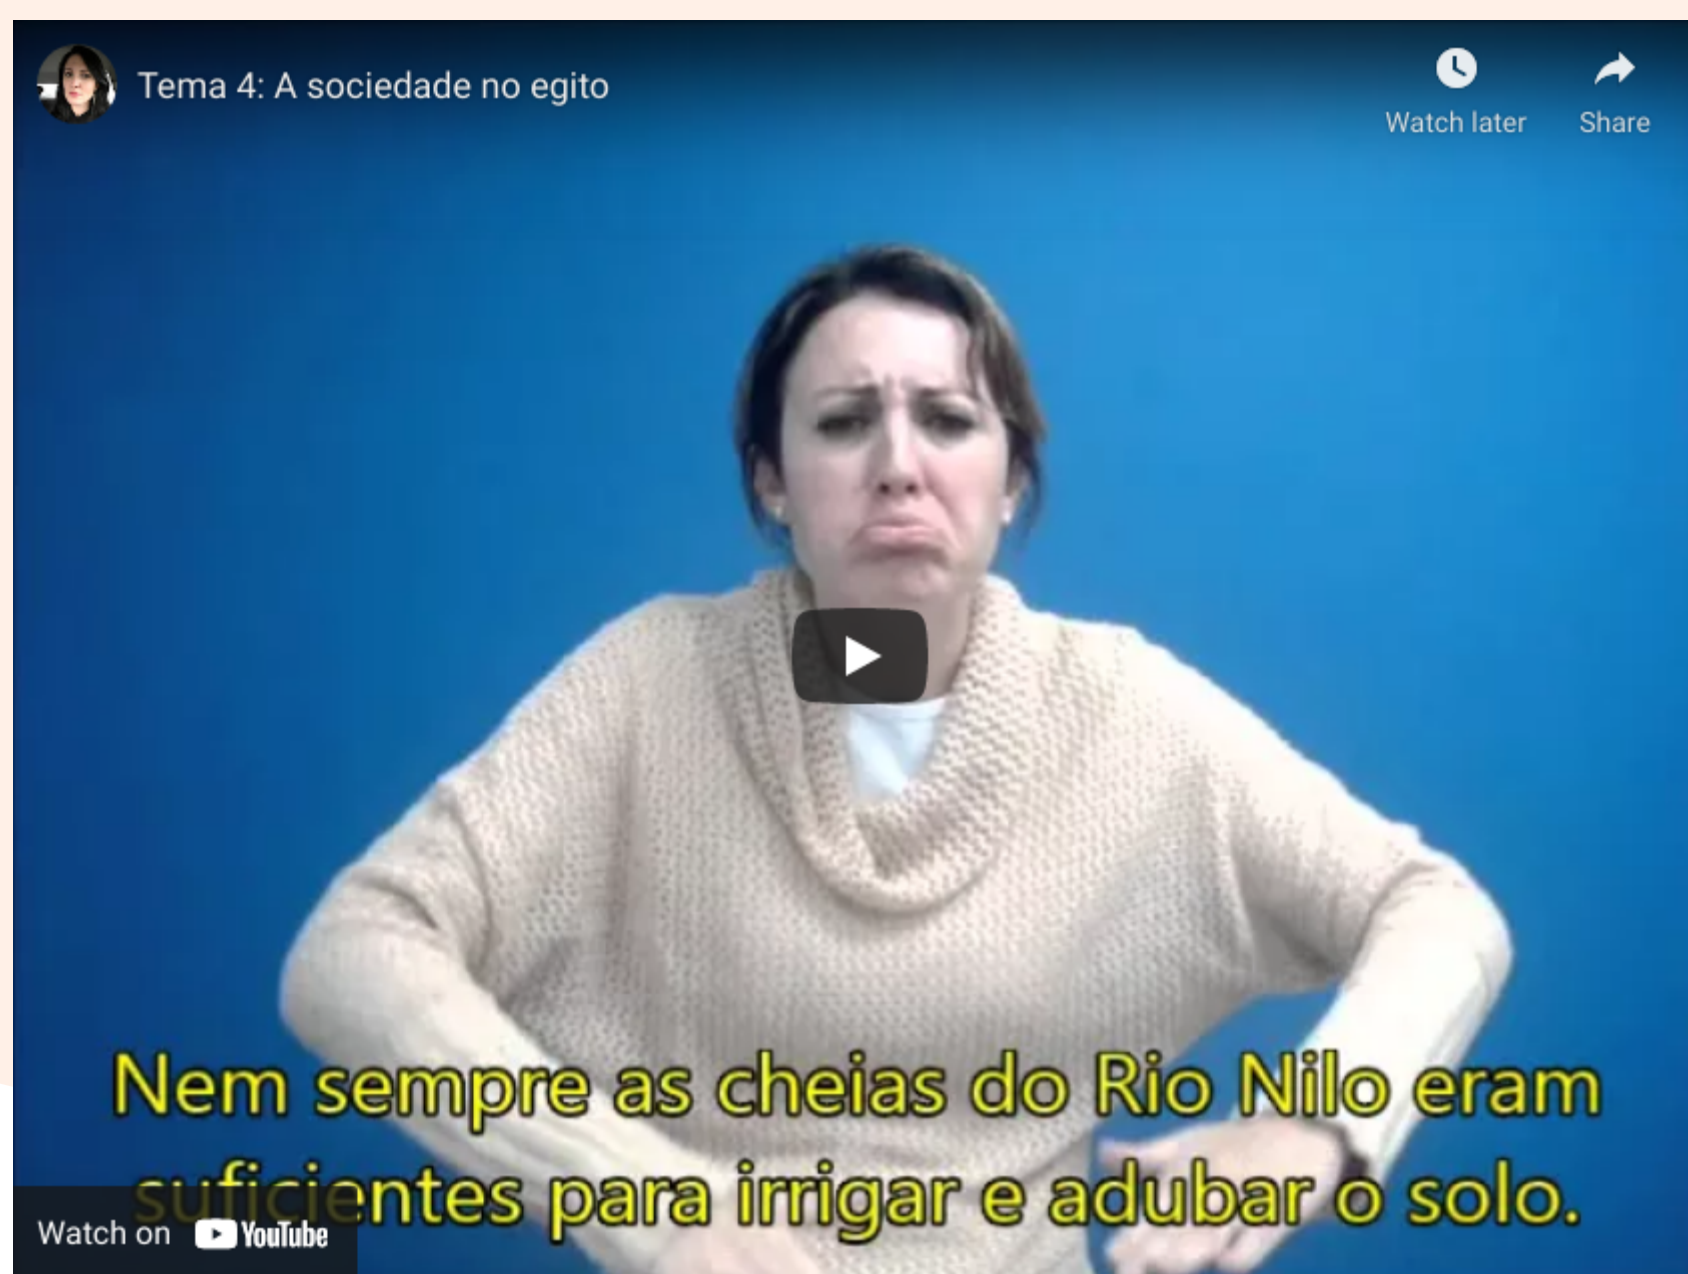 Tema 4: A sociedade no egito
Watch later
Share
Nem sempre as cheias do Rio Nilo eram
suficientes para irrigar e adubar o solo.
Watch on YouTube